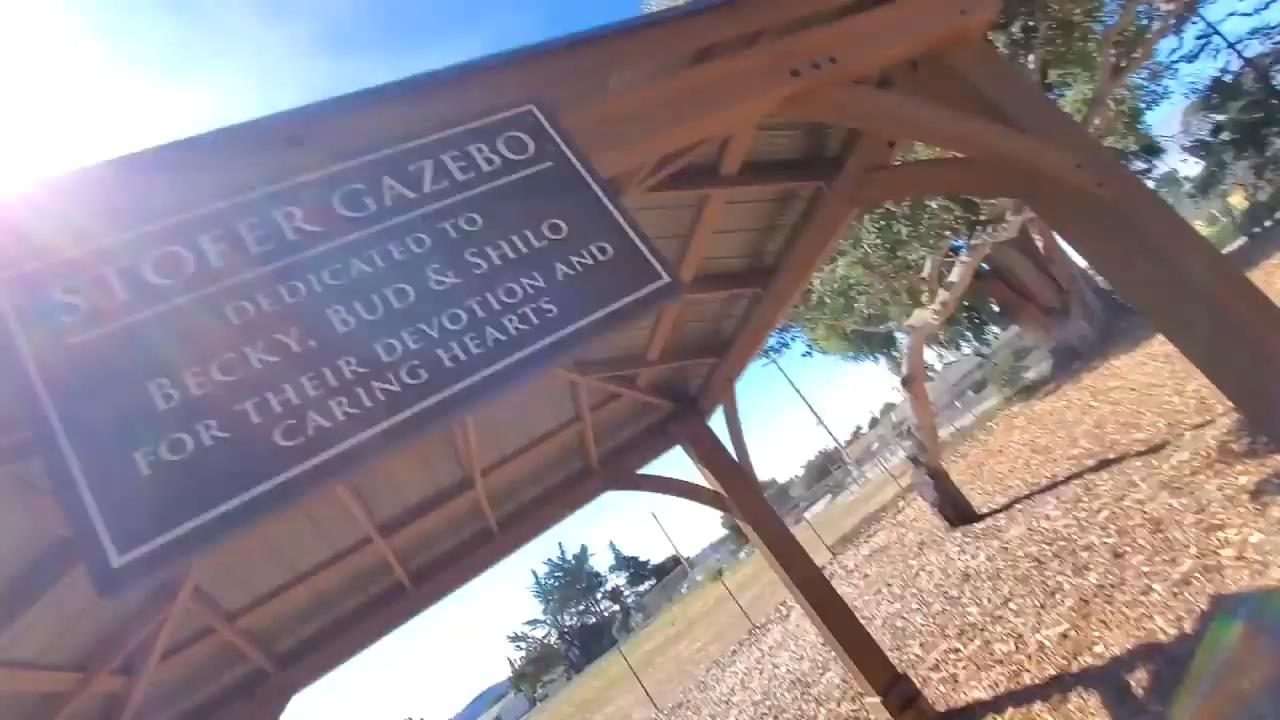 STOFER GAZEBO
DEDICATED TO
BECKY, BUD & SHILO
FOR THEIR DEVOTION AND
CARING HEARTS